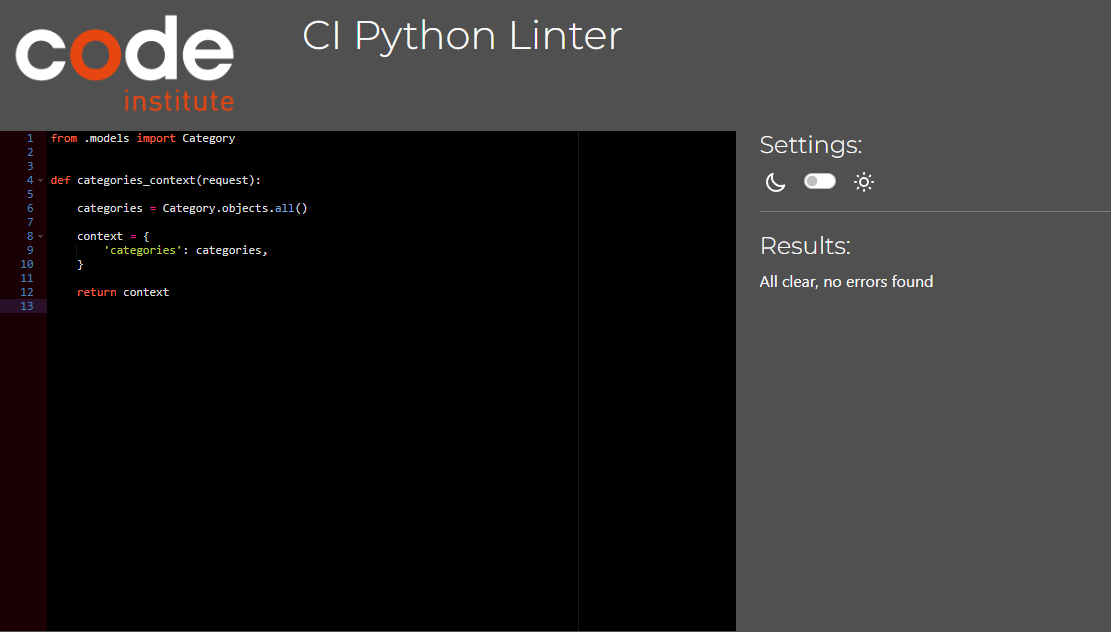 code
institute
CI Python Linter
1 from .models import Category
2
3
4 def categories_context(request):
5
6     categories = Category.objects.all()
7
8     context = {
9         'categories': categories,
10     }
11
12     return context
13
Settings:
Results:
All clear, no errors found